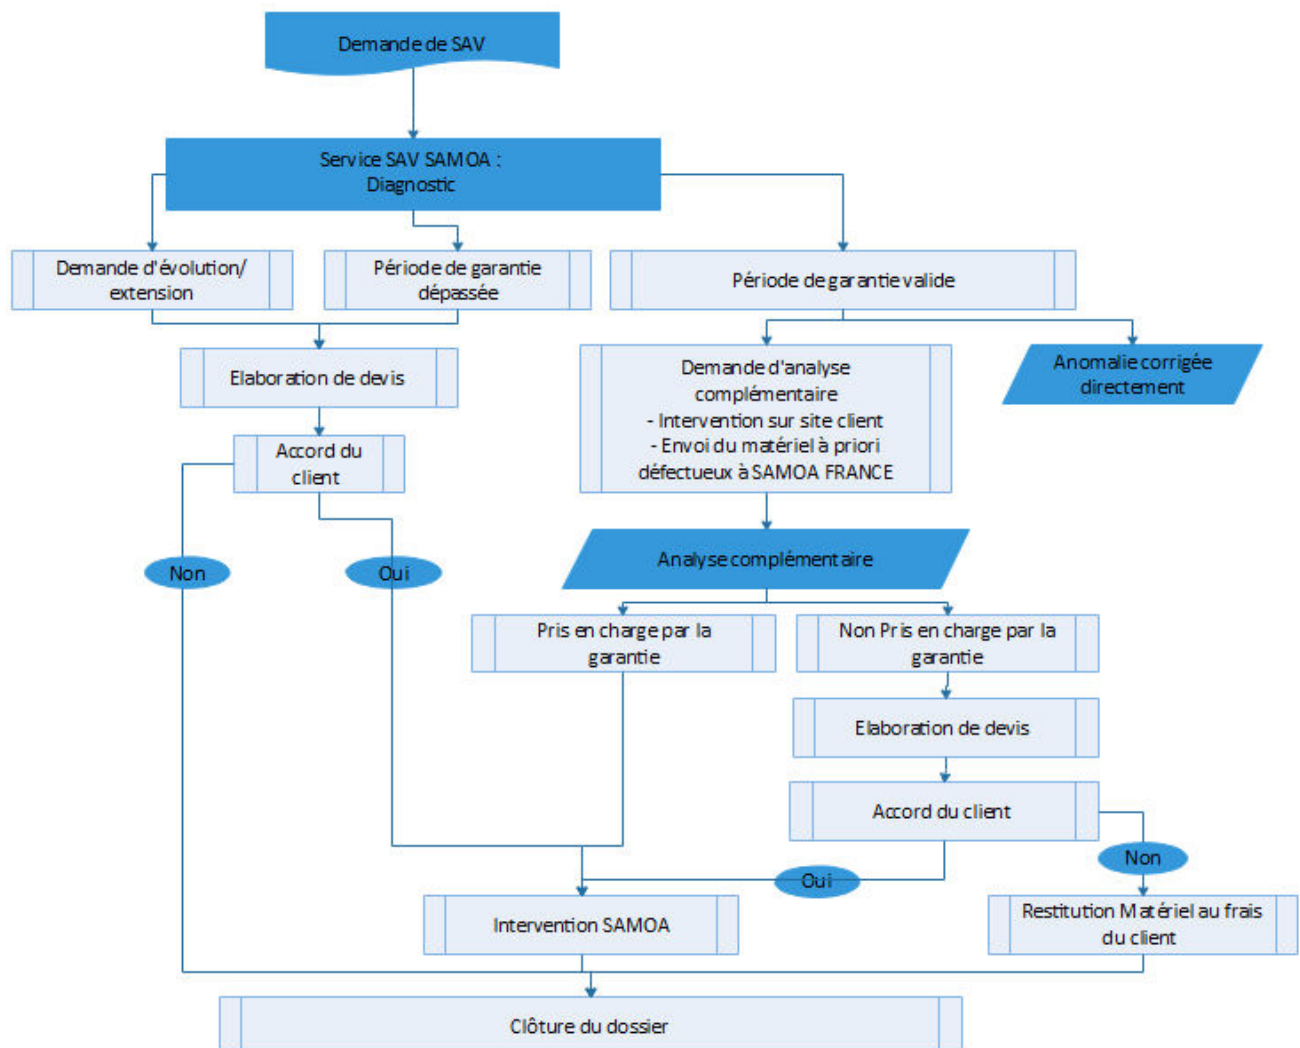 Demande de SAV
Service SAV SAMOA :
Diagnostic
Demande d'évolution/
extension
Période de garantie
dépassée
Période de garantie valide
Elaboration de devis
Demande d'analyse
complémentaire
- Intervention sur site client
- Envoi du matériel à priori
défectueux à SAMOA FRANCE
Anomalie corrigée
directement
Accord du
client
Non
Oui
Analyse complémentaire
Pris en charge par la
garantie
Non Pris en charge par la
garantie
Elaboration de devis
Accord du client
Oui
Non
Intervention SAMOA
Restitution Matériel au frais
du client
Clôture du dossier